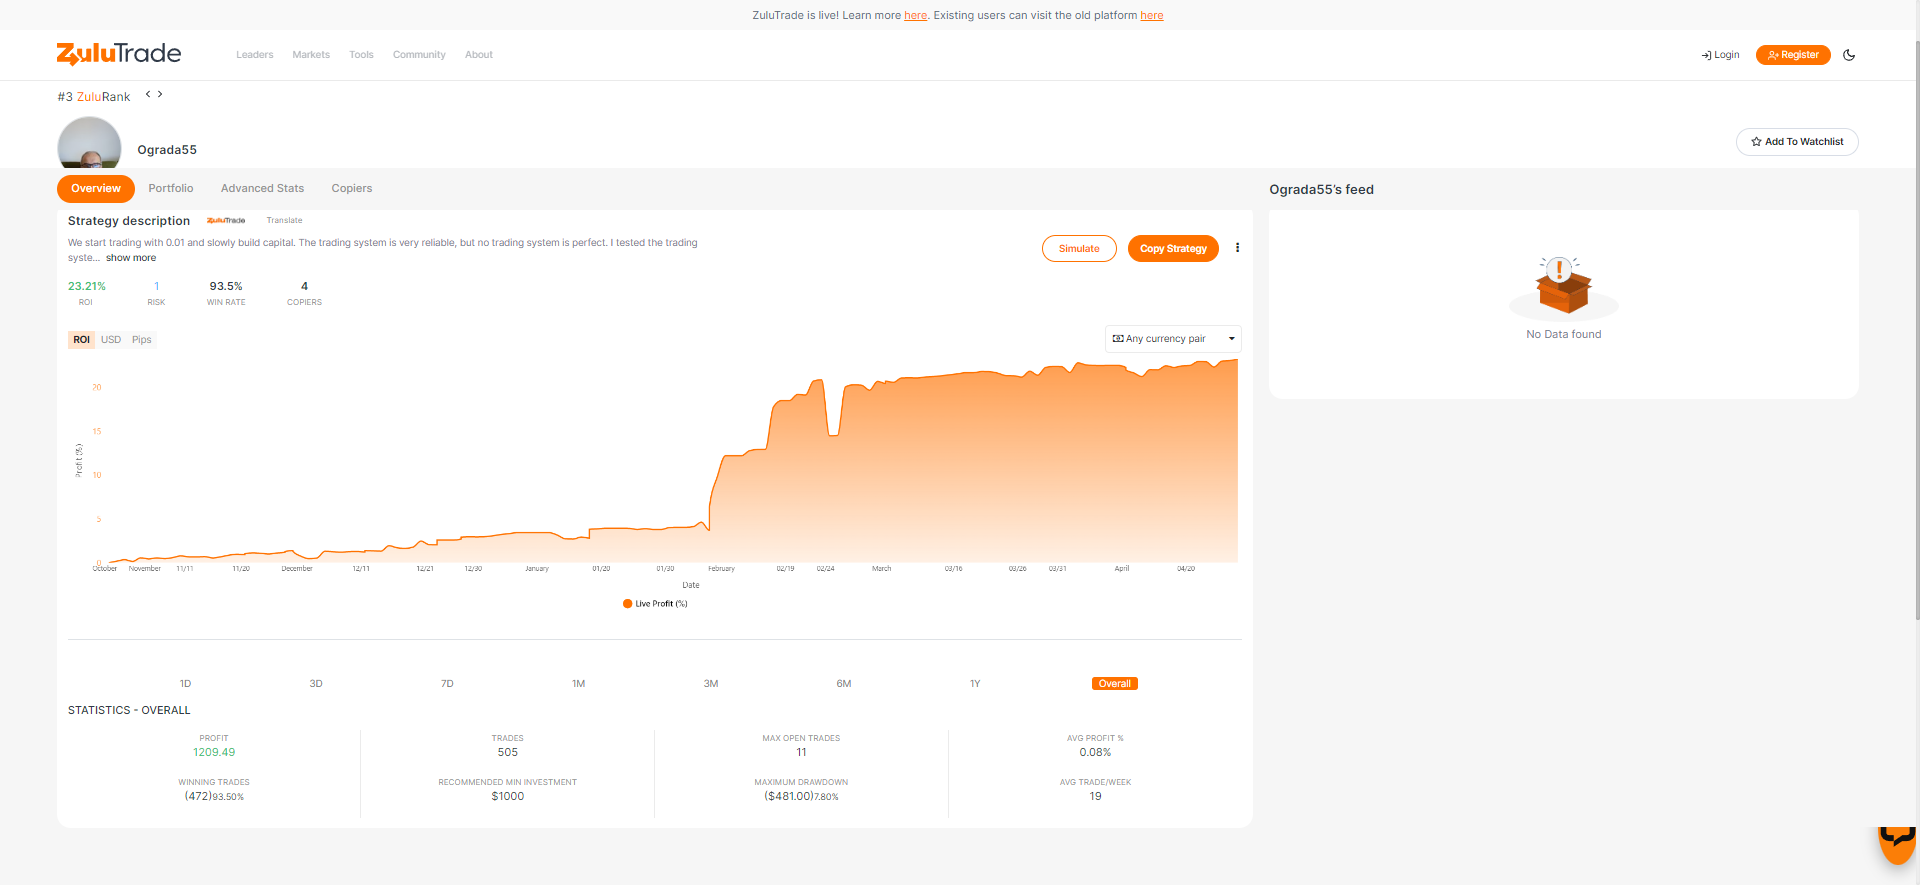 ZuluTrade is live! Learn more here. Existing users can visit the old platform here
ZuluTrade
Leaders Markets Tools Community About
Login Register
#3 ZuluRank < >
Ograda55
Add To Watchlist
Overview Portfolio Advanced Stats Copiers
Ograda55's feed
Strategy description ZuluTrade Translate
We start trading with 0.01 and slowly build capital. The trading system is very reliable, but no trading system is perfect. I tested the trading
syste... show more
Simulate Copy Strategy
23.21% 1 93.5% 4
ROI RISK WIN RATE COPIERS
No Data found
ROI USD Pips
Any currency pair
20
15
10
5
0
Profit (%)
October November 11/11 11/20 December 12/11 12/21 12/30 January 01/20 01/30 February 02/19 02/24 March 03/16 03/26 03/31 April 04/20
Date
Live Profit (%)
1D 3D 7D 1M 3M 6M 1Y Overall
STATISTICS - OVERALL
PROFIT TRADES MAX OPEN TRADES AVG PROFIT %
1209.49 505 11 0.08%
WINNING TRADES RECOMMENDED MIN INVESTMENT MAXIMUM DRAWDOWN AVG TRADE/WEEK
(472)93.50% $1000 ($481.00)7.80% 19